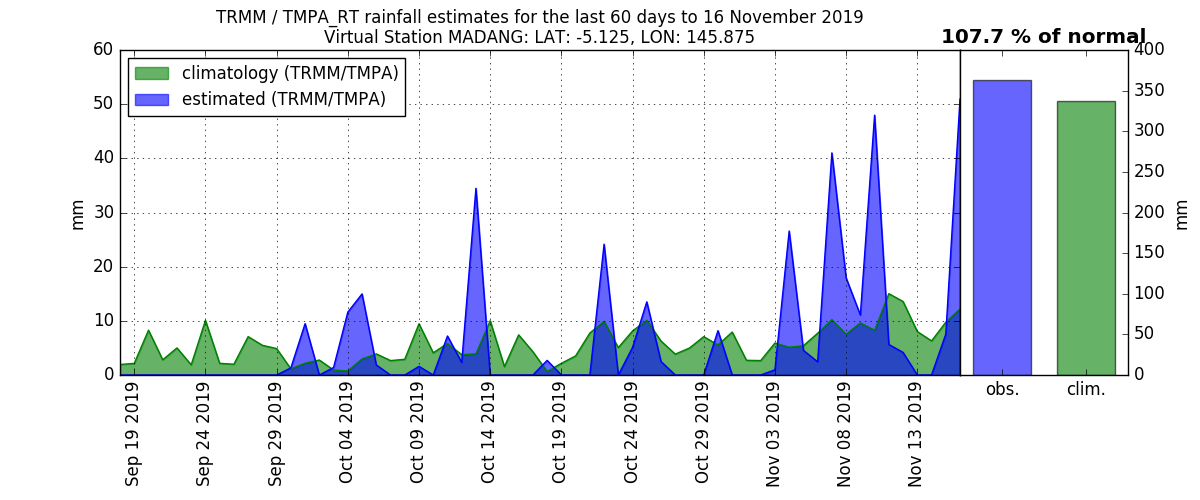 TRMM / TMPA_RT rainfall estimates for the last 60 days to 16 November 2019
Virtual Station MADANG: LAT: -5.125, LON: 145.875
107.7 % of normal
climatology (TRMM/TMPA)
estimated (TRMM/TMPA)
60
50
40
30
20
10
0
mm
Sep 19 2019
Sep 24 2019
Sep 29 2019
Oct 04 2019
Oct 09 2019
Oct 14 2019
Oct 19 2019
Oct 24 2019
Oct 29 2019
Nov 03 2019
Nov 08 2019
Nov 13 2019
400
350
300
250
200
150
100
50
0
mm
obs.
clim.